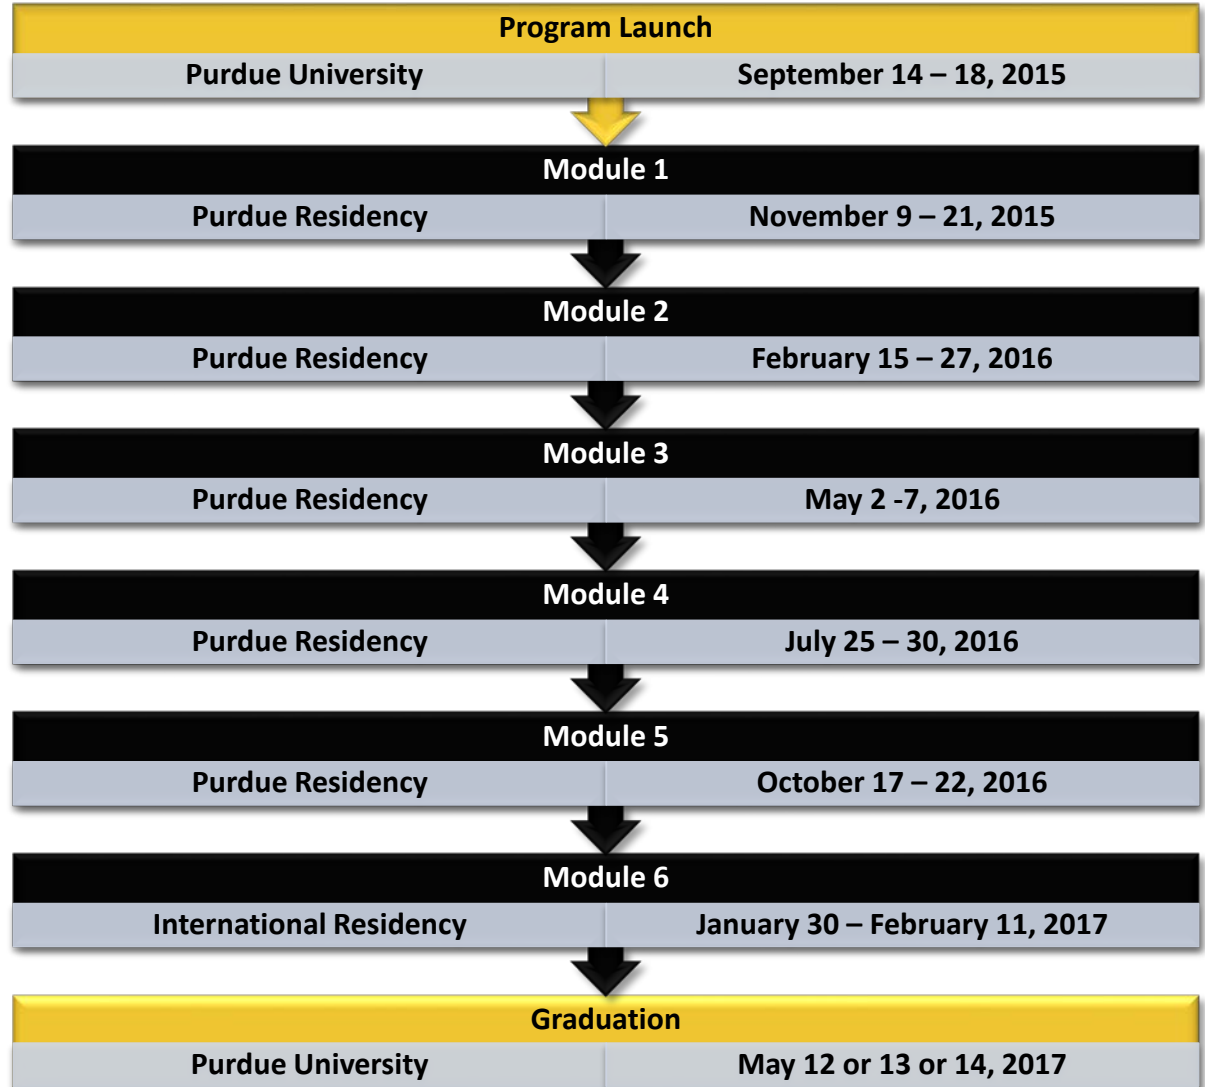 Program Launch
Purdue University September 14 – 18, 2015
Module 1
Purdue Residency November 9 – 21, 2015
Module 2
Purdue Residency February 15 – 27, 2016
Module 3
Purdue Residency May 2 -7, 2016
Module 4
Purdue Residency July 25 – 30, 2016
Module 5
Purdue Residency October 17 – 22, 2016
Module 6
International Residency January 30 – February 11, 2017
Graduation
Purdue University May 12 or 13 or 14, 2017